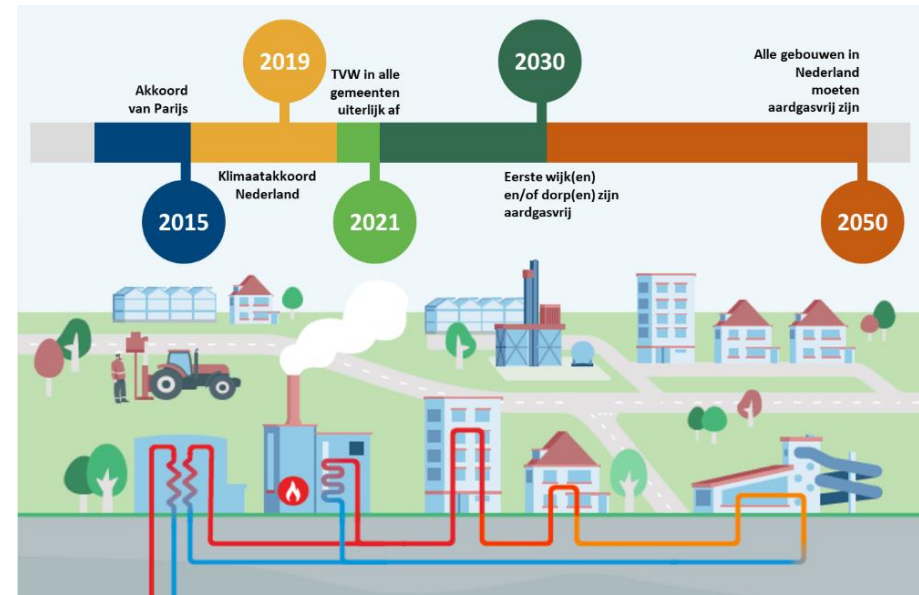 2019
2030
Akkoord
van Parijs
TVW in alle
gemeenten
uiterlijk af
Alle gebouwen in
Nederland
moeten
aardgasvrij zijn
Klimaatakkoord
Nederland
Eerste wijk(en)
en/of dorp(en) zijn
aardgasvrij
2015
2021
2050